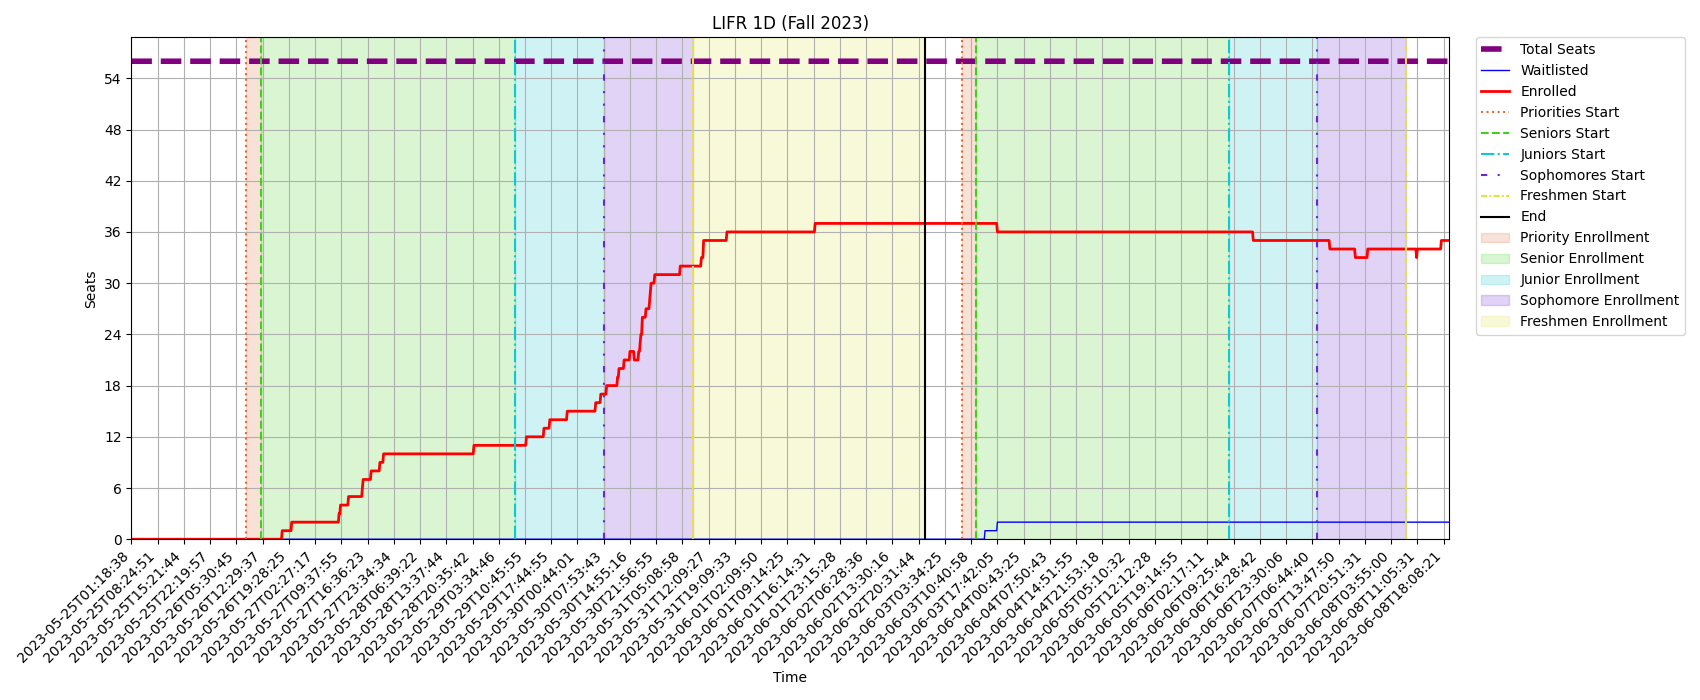 LIFR 1D (Fall 2023)
Total Seats
Waitlisted
Enrolled
Priorities Start
Seniors Start
Juniors Start
Sophomores Start
Freshmen Start
End
Priority Enrollment
Senior Enrollment
Junior Enrollment
Sophomore Enrollment
Freshmen Enrollment
Seats
54
48
42
36
30
24
18
12
6
0
2023-05-25T01:18:38
2023-05-25T08:24:51
2023-05-25T15:21:44
2023-05-25T22:19:57
2023-05-26T05:30:45
2023-05-26T12:29:37
2023-05-26T19:28:25
2023-05-27T02:27:17
2023-05-27T09:37:55
2023-05-27T16:36:23
2023-05-27T23:34:34
2023-05-28T06:39:22
2023-05-28T13:37:44
2023-05-28T20:35:42
2023-05-29T03:34:46
2023-05-29T10:45:55
2023-05-29T17:44:55
2023-05-30T00:44:01
2023-05-30T07:53:43
2023-05-30T14:55:16
2023-05-30T21:56:55
2023-05-31T05:08:58
2023-05-31T12:09:27
2023-05-31T19:09:33
2023-06-01T02:09:50
2023-06-01T09:14:25
2023-06-01T16:14:31
2023-06-01T23:15:28
2023-06-02T06:28:36
2023-06-02T13:30:16
2023-06-02T20:31:44
2023-06-03T03:34:25
2023-06-03T10:40:58
2023-06-03T17:42:05
2023-06-04T00:43:25
2023-06-04T07:50:43
2023-06-04T14:51:55
2023-06-04T21:53:18
2023-06-05T05:10:32
2023-06-05T12:12:28
2023-06-05T19:14:55
2023-06-06T02:17:11
2023-06-06T09:25:44
2023-06-06T16:28:42
2023-06-06T23:30:06
2023-06-07T06:44:40
2023-06-07T13:47:50
2023-06-07T20:51:31
2023-06-08T03:55:00
2023-06-08T11:05:31
2023-06-08T18:08:21
Time